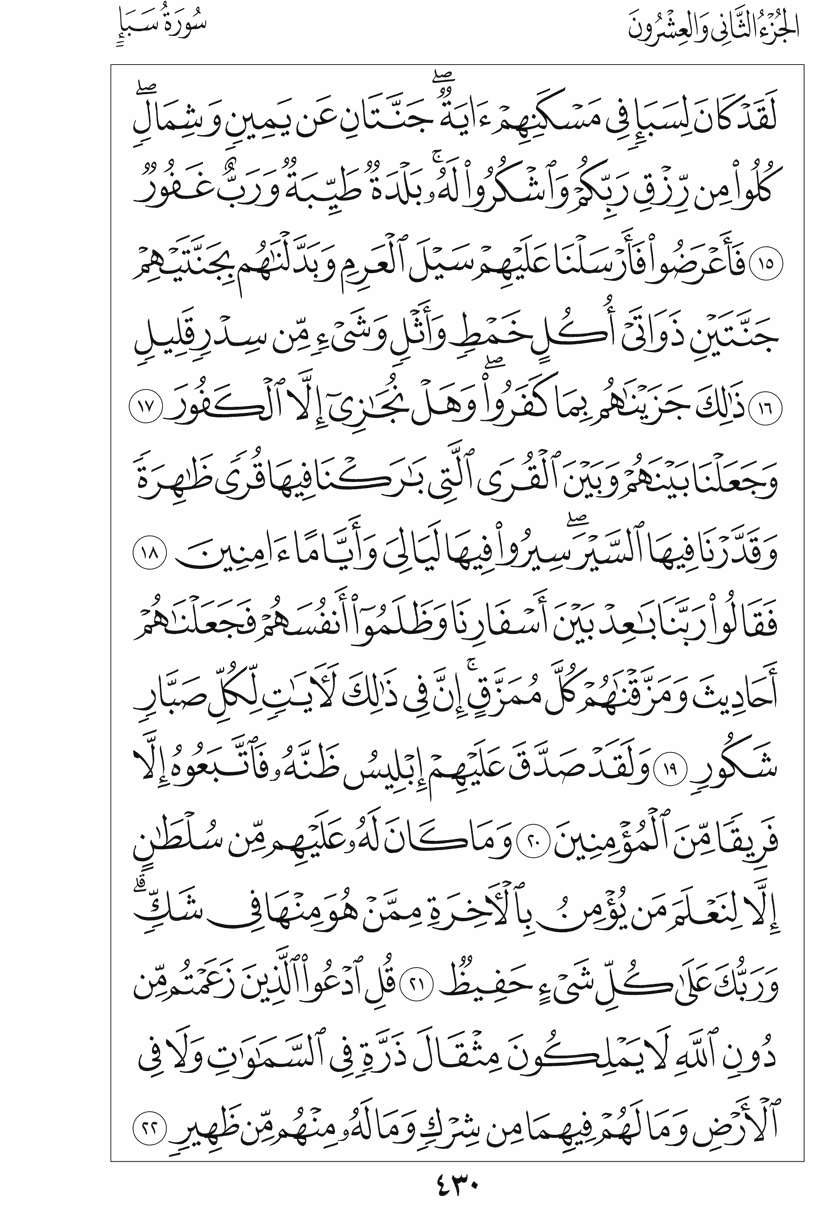 الجُزْءُ الثَّانِي وَالعِشْرُونَ
سُورَةُ سَبَإٍ
لَقَدْ كَانَ لِسَبَإٍ فِي مَسْكَنِهِمْ ءَايَةٌۖ جَنَّتَانِ عَن يَمِينٍ وَشِمَالٍۖ
كُلُوا۟ مِن رِّزْقِ رَبِّكُمْ وَٱشْكُرُوا۟ لَهُۥۚ بَلْدَةٌ طَيِّبَةٌ وَرَبٌّ غَفُورٌ
١٥ فَأَعْرَضُوا۟ فَأَرْسَلْنَا عَلَيْهِمْ سَيْلَ ٱلْعَرِمِ وَبَدَّلْنَٰهُم بِجَنَّتَيْهِمْ
جَنَّتَيْنِ ذَوَاتَىْ أُكُلٍ خَمْطٍ وَأَثْلٍ وَشَىْءٍ مِّن سِدْرٍ قَلِيلٍ
١٦ ذَٰلِكَ جَزَيْنَٰهُم بِمَا كَفَرُوا۟ۖ وَهَلْ نُجَٰزِىٓ إِلَّا ٱلْكَفُورَ ١٧
وَجَعَلْنَا بَيْنَهُمْ وَبَيْنَ ٱلْقُرَى ٱلَّتِى بَٰرَكْنَا فِيهَا قُرًى ظَٰهِرَةً
وَقَدَّرْنَا فِيهَا ٱلسَّيْرَۖ سِيرُوا۟ فِيهَا لَيَالِىَ وَأَيَّامًا ءَامِنِينَ ١٨
فَقَالُوا۟ رَبَّنَا بَٰعِدْ بَيْنَ أَسْفَارِنَا وَظَلَمُوٓا۟ أَنفُسَهُمْ فَجَعَلْنَٰهُمْ
أَحَادِيثَ وَمَزَّقْنَٰهُمْ كُلَّ مُمَزَّقٍۚ إِنَّ فِى ذَٰلِكَ لَءَايَٰتٍ لِّكُلِّ صَبَّارٍ
شَكُورٍ ١٩ وَلَقَدْ صَدَّقَ عَلَيْهِمْ إِبْلِيسُ ظَنَّهُۥ فَٱتَّبَعُوهُ إِلَّا
فَرِيقًا مِّنَ ٱلْمُؤْمِنِينَ ٢٠ وَمَا كَانَ لَهُۥ عَلَيْهِم مِّن سُلْطَٰنٍ
إِلَّا لِنَعْلَمَ مَن يُؤْمِنُ بِٱلْءَاخِرَةِ مِمَّنْ هُوَ مِنْهَا فِى شَكٍّۗ
وَرَبُّكَ عَلَىٰ كُلِّ شَىْءٍ حَفِيظٌ ٢١ قُلِ ٱدْعُوا۟ ٱلَّذِينَ زَعَمْتُم مِّن
دُونِ ٱللَّهِ لَا يَمْلِكُونَ مِثْقَالَ ذَرَّةٍ فِى ٱلسَّمَٰوَٰتِ وَلَا فِى
ٱلْأَرْضِ وَمَا لَهُمْ فِيهِمَا مِن شِرْكٍ وَمَا لَهُۥ مِنْهُم مِّن ظَهِيرٍ ٢٢
٤٣٠